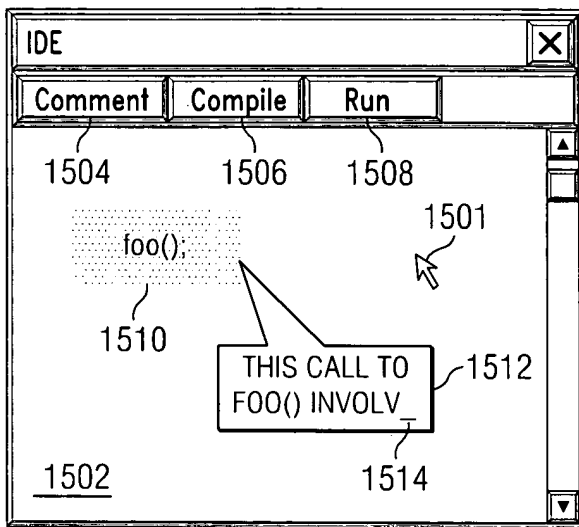 IDE
Comment Compile Run
1504 1506 1508
1501
foo();
1510
THIS CALL TO
FOO() INVOLV_
1512
1514
1502